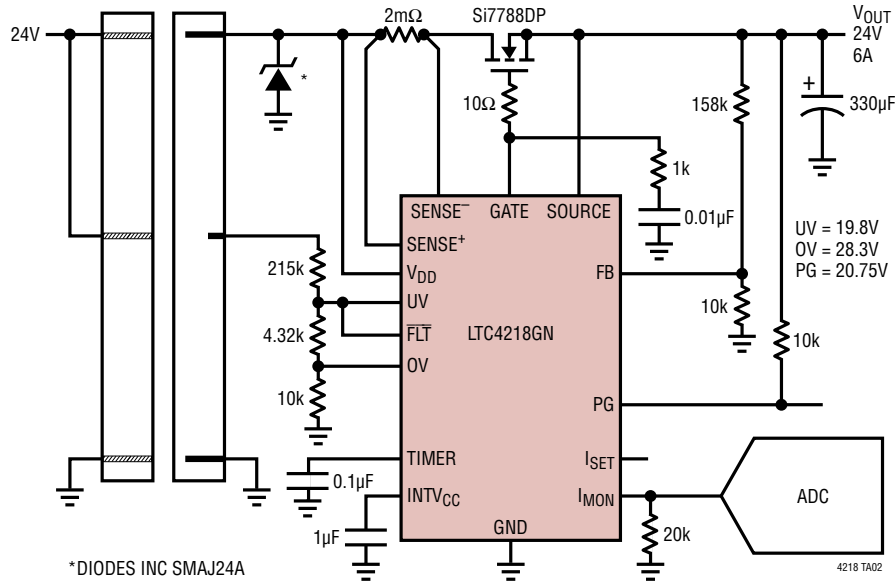 24V
2mΩ
Si7788DP
VOUT
24V
6A
*
10Ω
158k
+
330µF
1k
0.01µF
SENSE–
GATE
SOURCE
SENSE+
UV = 19.8V
OV = 28.3V
PG = 20.75V
215k
VDD
FB
UV
4.32k
FLT
LTC4218GN
10k
10k
OV
10k
PG
TIMER
ISET
0.1µF
INTVCC
IMON
ADC
1µF
GND
20k
*DIODES INC SMAJ24A
4218 TA02